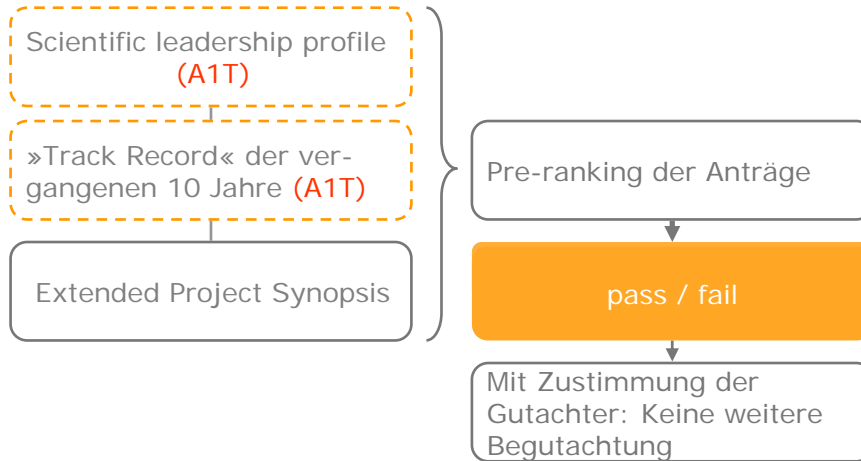 Scientific leadership profile
(A1T)
»Track Record« der ver-
gangenen 10 Jahre (A1T)
Extended Project Synopsis
Pre-ranking der Anträge
pass / fail
Mit Zustimmung der
Gutachter: Keine weitere
Begutachtung